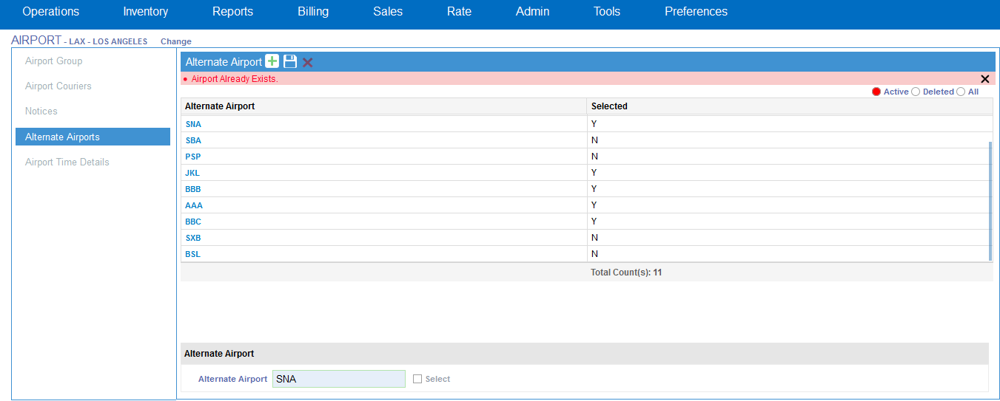 Operations Inventory Reports Billing Sales Rate Admin Tools Preferences
AIRPORT - LAX - LOS ANGELES Change
Airport Group
Airport Couriers
Notices
Alternate Airports
Airport Time Details
Alternate Airport
Airport Already Exists.
Active Deleted All
Alternate Airport Selected
SNA Y
SBA N
PSP N
JKL Y
BBB Y
AAA Y
BBC Y
SXB N
BSL N
Total Count(s): 11
Alternate Airport
Alternate Airport SNA Select